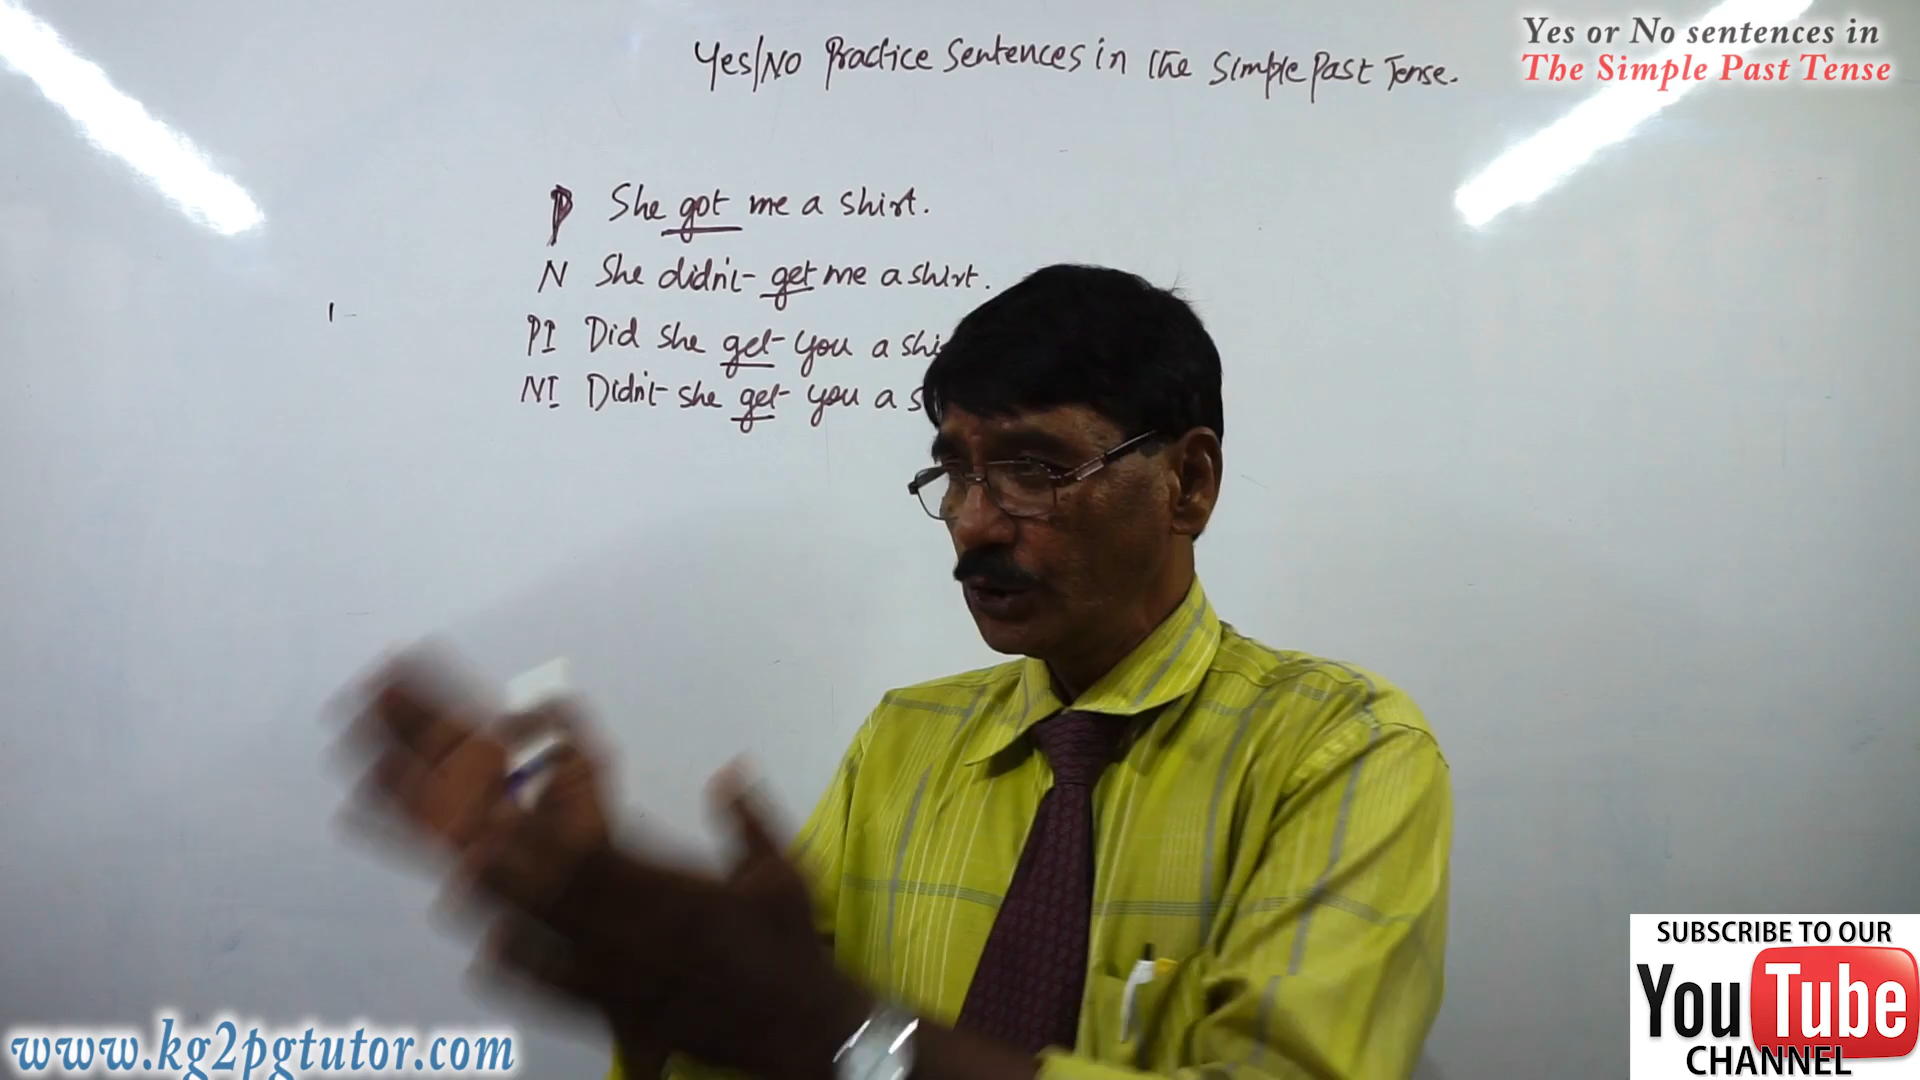 Yes or No sentences in
The Simple Past Tense
Yes/No Practice Sentences in The Simple Past Tense.
P She got me a shirt.
N She didn't get me a shirt.
PI Did she get you a shi
NI Didn't she get you a s
1
SUBSCRIBE TO OUR
YouTube
CHANNEL
www.kg2pgtutor.com